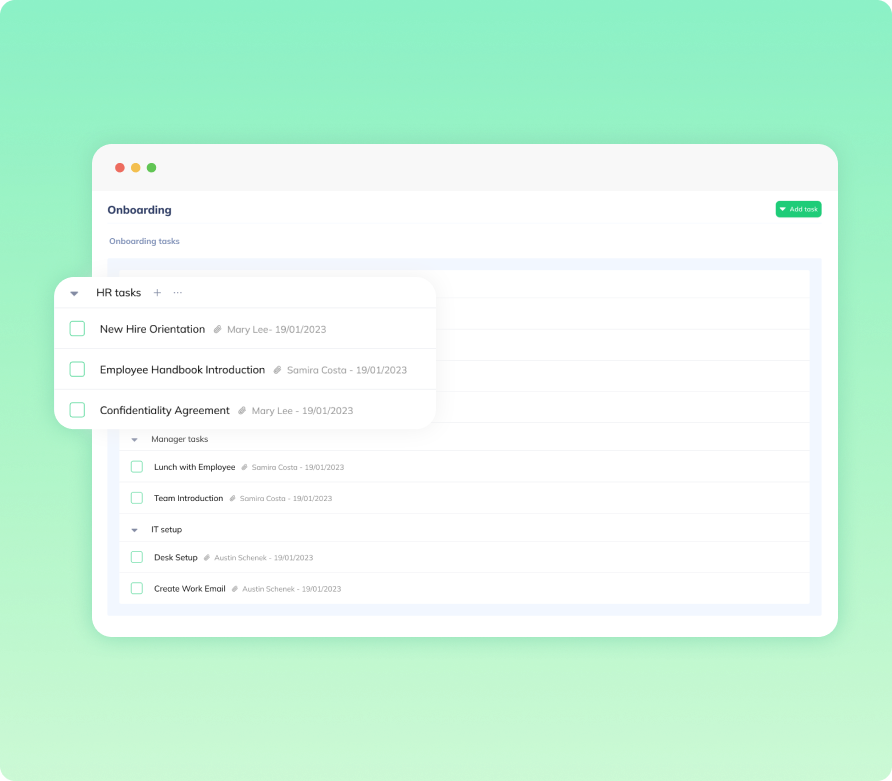 Onboarding
Add task
Onboarding tasks
HR tasks + ...
New Hire Orientation Mary Lee- 19/01/2023
Employee Handbook Introduction Samira Costa - 19/01/2023
Confidentiality Agreement Mary Lee - 19/01/2023
Manager tasks
Lunch with Employee Samira Costa - 19/01/2023
Team Introduction Samira Costa - 19/01/2023
IT setup
Desk Setup Austin Schenek - 19/01/2023
Create Work Email Austin Schenek - 19/01/2023